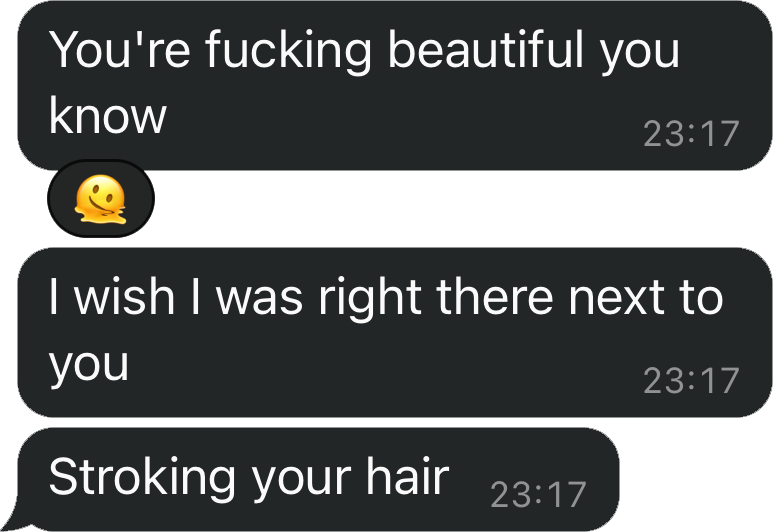 You're fucking beautiful you
know
23:17
🫠
I wish I was right there next to
you
23:17
Stroking your hair
23:17